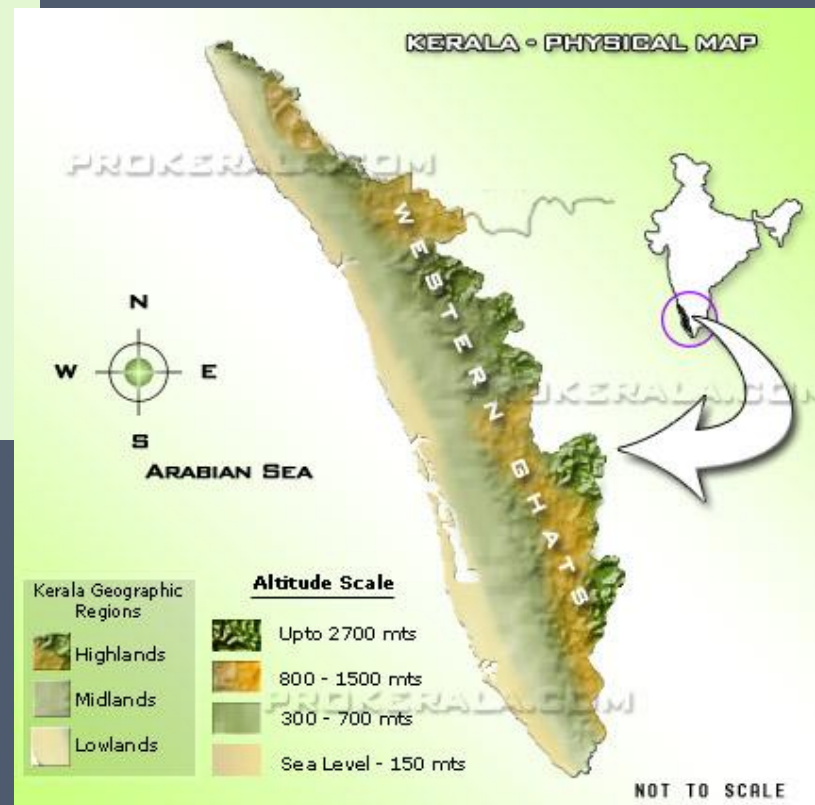 KERALA - PHYSICAL MAP
PROKERALA.COM
WESTERN GHATS
N
W E
S
PROKERALA.COM
ARABIAN SEA
Kerala Geographic
Regions
Highlands
Midlands
Lowlands
Altitude Scale
Upto 2700 mts
800 - 1500 mts
300 - 700 mts
Sea Level - 150 mts
PROKERALA.COM
NOT TO SCALE